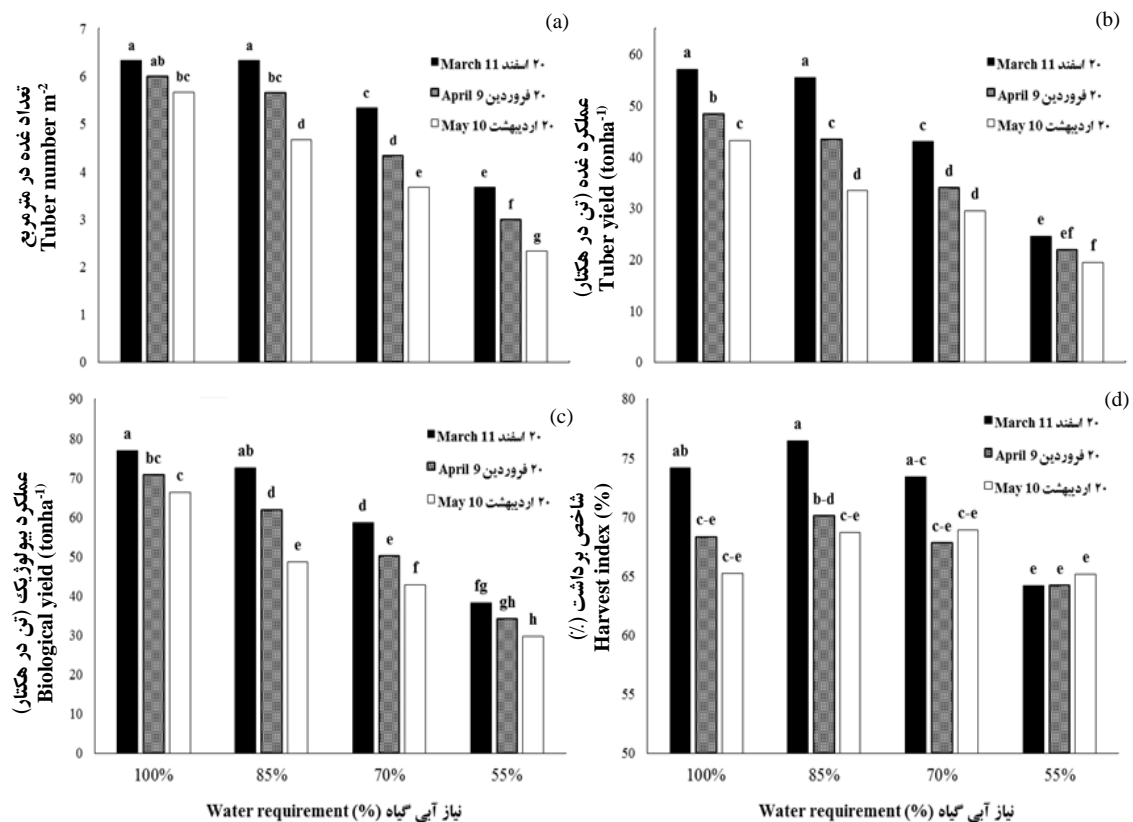 (a)
تعداد غده در مترمربع
Tuber number m-2
7
6
5
4
3
2
1
0
۲۰ اسفند March 11
۲۰ فروردین April 9
۲۰ اردیبهشت May 10
a
ab
bc
a
bc
d
c
d
e
e
f
g
(b)
عملکرد غده (تن در هکتار)
Tuber yield (tonha-1)
60
50
40
30
20
10
0
۲۰ اسفند March 11
۲۰ فروردین April 9
۲۰ اردیبهشت May 10
a
b
c
a
c
d
c
d
d
e
ef
f
(c)
عملکرد بیولوژیک (تن در هکتار)
Biological yield (tonha-1)
90
80
70
60
50
40
30
20
10
0
۲۰ اسفند March 11
۲۰ فروردین April 9
۲۰ اردیبهشت May 10
a
bc
c
ab
d
e
d
e
f
fg
gh
h
100%
85%
70%
55%
Water requirement (%) نیاز آبی گیاه
(d)
شاخص برداشت (٪)
Harvest index (%)
80
75
70
65
60
65
50
۲۰ اسفند March 11
۲۰ فروردین April 9
۲۰ اردیبهشت May 10
ab
c-e
c-e
a
b-d
c-e
a-c
c-e
c-e
e
e
e
100%
85%
70%
55%
Water requirement (%) نیاز آبی گیاه